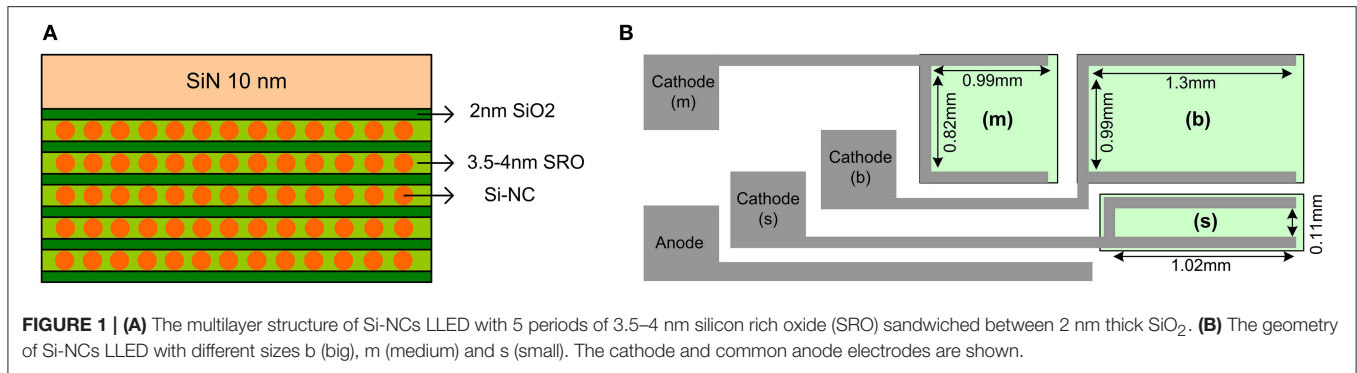 A
SiN 10 nm
2nm SiO2
3.5-4nm SRO
Si-NC
B
Cathode
(m)
Cathode
(b)
Cathode
(s)
Anode
0.99mm
0.82mm
(m)
1.3mm
0.99mm
(b)
(s)
0.11mm
1.02mm
FIGURE 1 | (A) The multilayer structure of Si-NCs LLED with 5 periods of 3.5–4 nm silicon rich oxide (SRO) sandwiched between 2 nm thick SiO₂. (B) The geometry
of Si-NCs LLED with different sizes b (big), m (medium) and s (small). The cathode and common anode electrodes are shown.